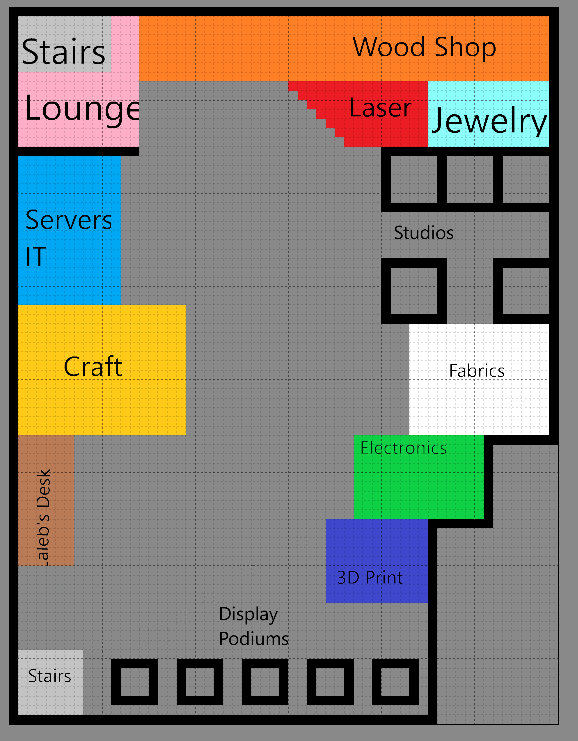 Stairs
Wood Shop
Lounge
Laser
Jewelry
Servers
IT
Studios
Craft
Fabrics
Electronics
Caleb's Desk
3D Print
Display
Podiums
Stairs